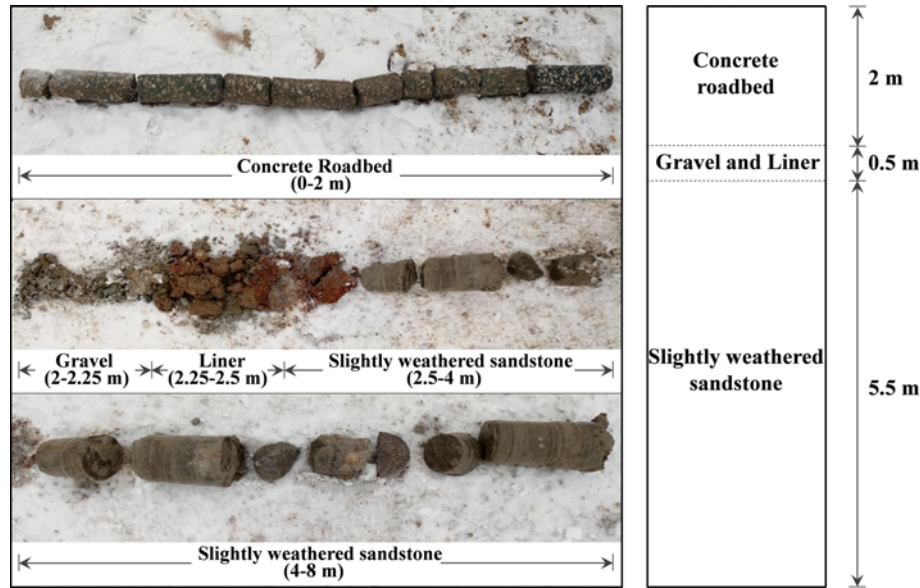 Concrete Roadbed
(0-2 m)
Gravel
(2-2.25 m)
Liner
(2.25-2.5 m)
Slightly weathered sandstone
(2.5-4 m)
Slightly weathered sandstone
(4-8 m)
Concrete
roadbed
2 m
Gravel and Liner
0.5 m
Slightly weathered
sandstone
5.5 m